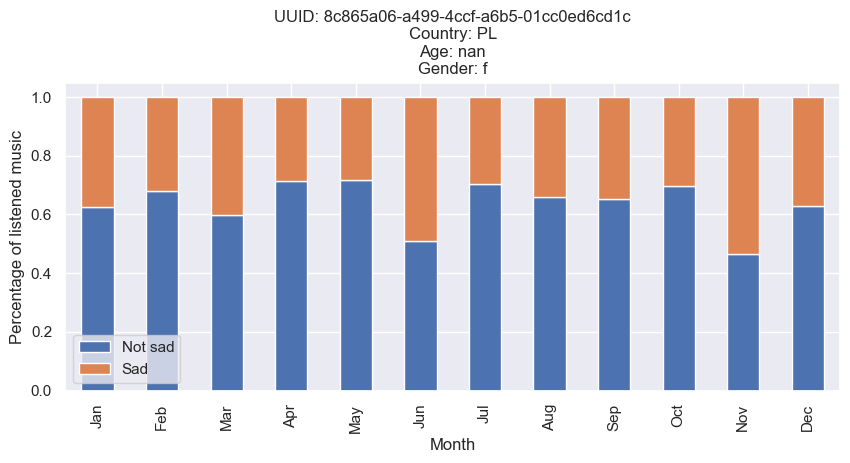 UUID: 8c865a06-a499-4ccf-a6b5-01cc0ed6cd1c
Country: PL
Age: nan
Gender: f
Percentage of listened music
1.0
0.8
0.6
0.4
0.2
0.0
Not sad
Sad
Jan
Feb
Mar
Apr
May
Jun
Jul
Aug
Sep
Oct
Nov
Dec
Month